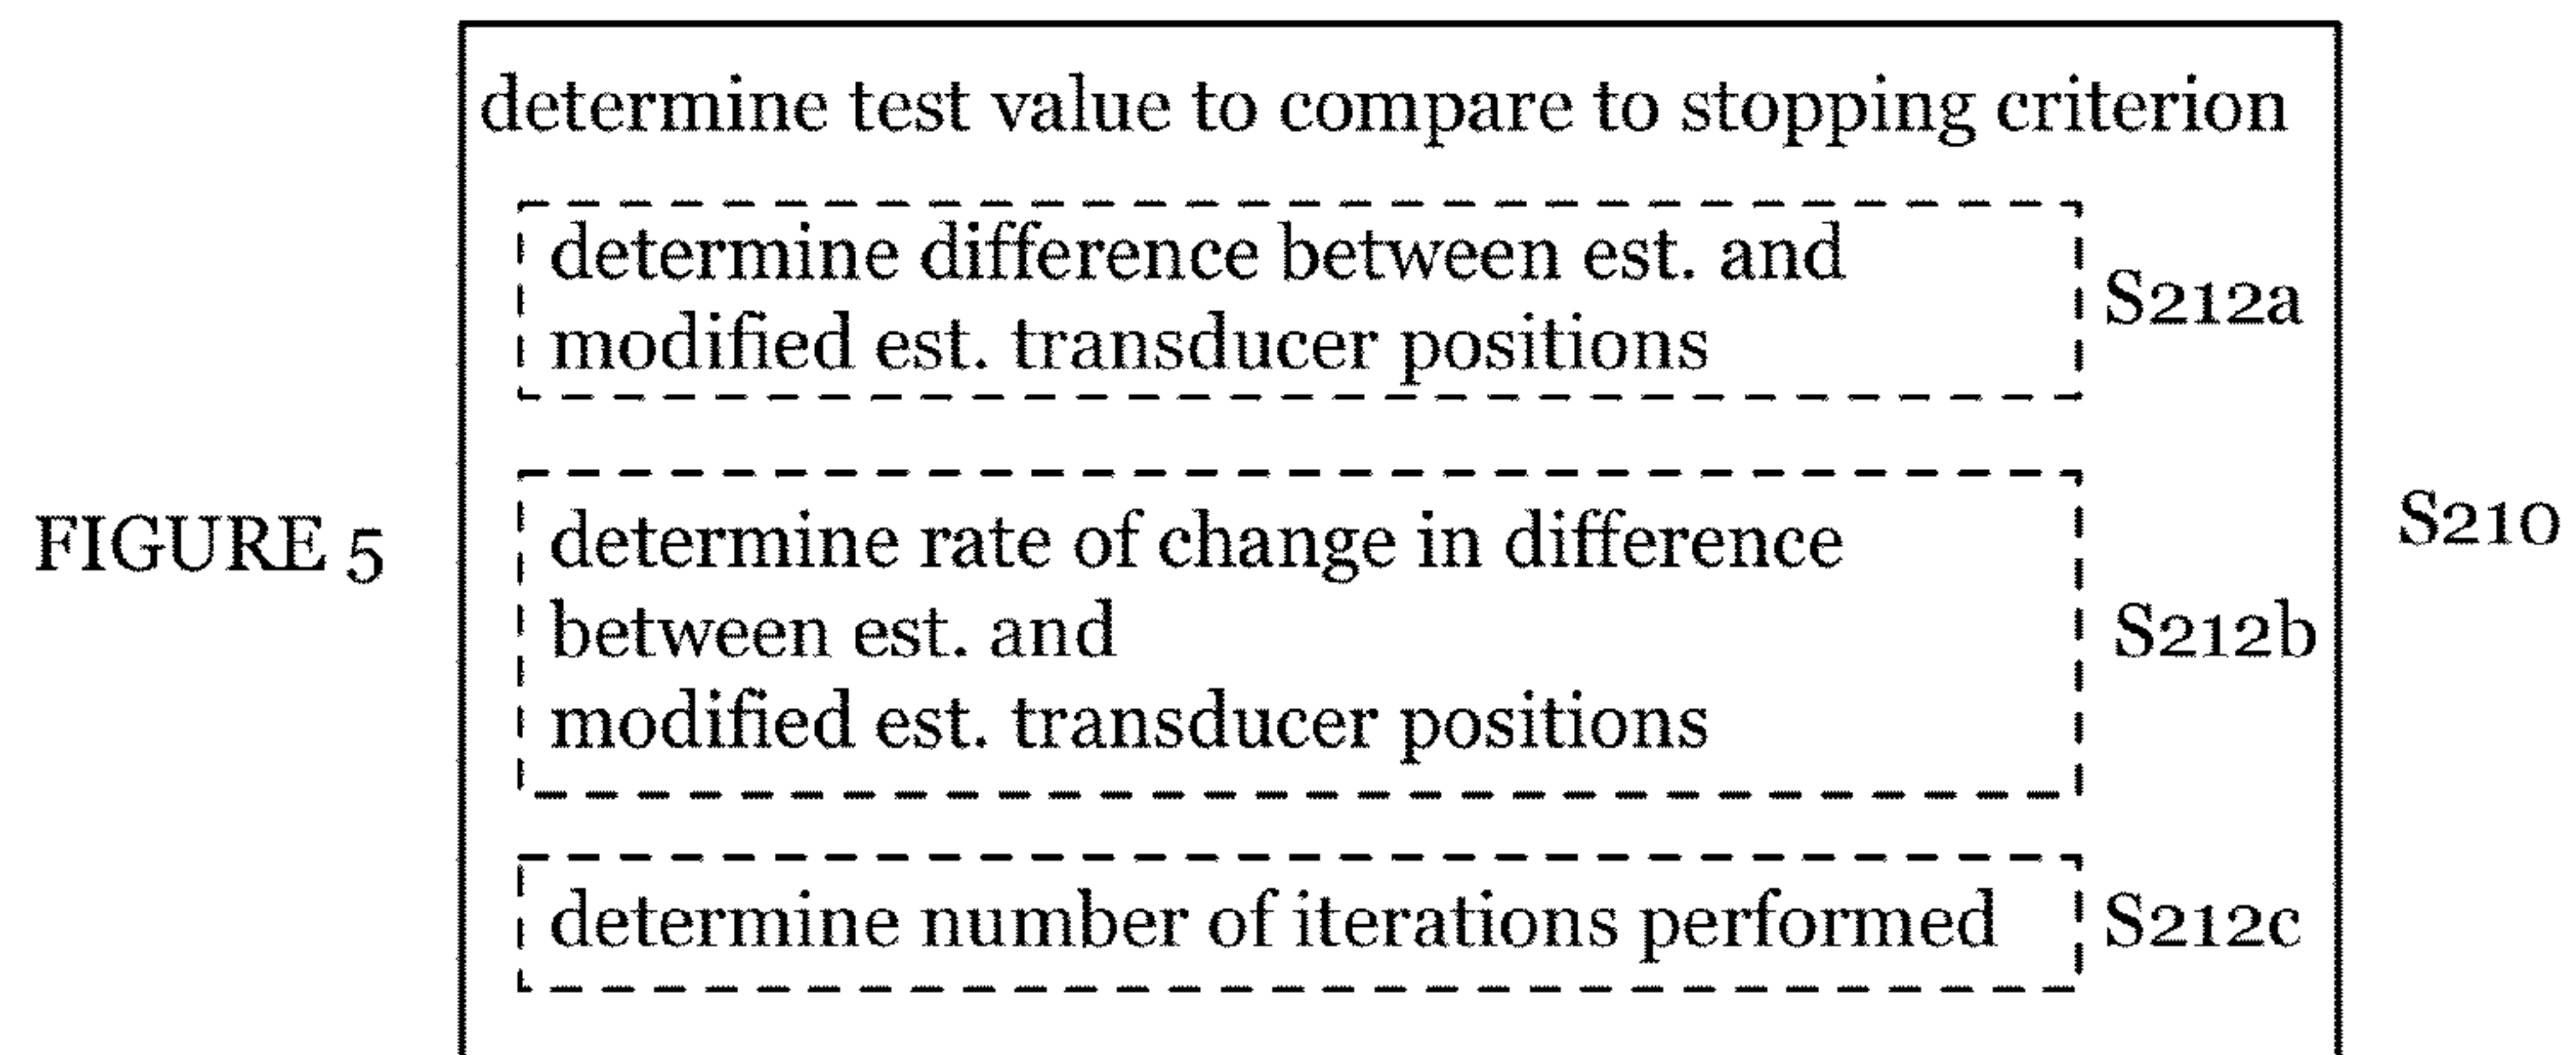 determine test value to compare to stopping criterion
determine difference between est. and
modified est. transducer positions
S212a
FIGURE 5
determine rate of change in difference
between est. and
modified est. transducer positions
S212b
S210
determine number of iterations performed
S212c